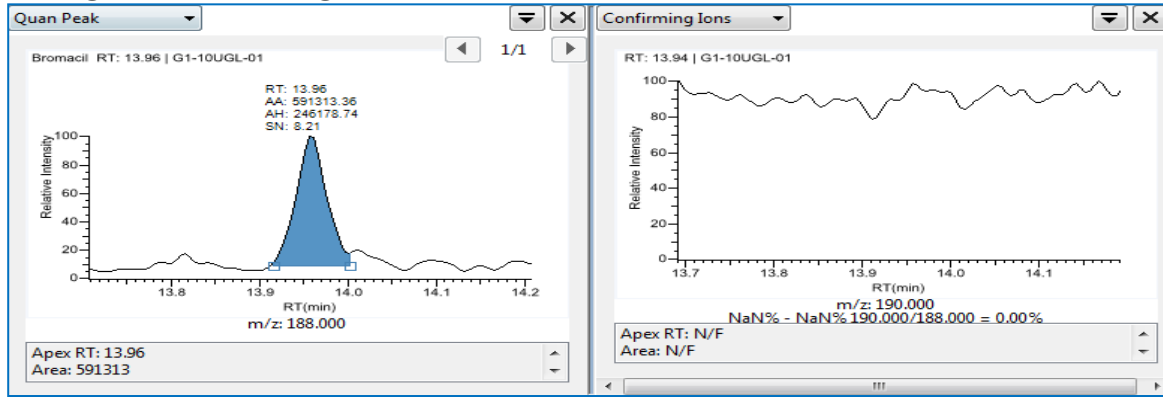 Quan Peak
Bromacil RT: 13.96 | G1-10UGL-01
1/1
RT: 13.96
AA: 591313.36
AH: 246178.74
SN: 8.21
Relative Intensity
100
80
60
40
20
0
13.8 13.9 14.0 14.1 14.2
RT(min)
m/z: 188.000
Apex RT: 13.96
Area: 591313
Confirming Ions
RT: 13.94 | G1-10UGL-01
Relative Intensity
100
80
60
40
20
0
13.7 13.8 13.9 14.0 14.1
RT(min)
m/z: 190.000
NaN% - NaN% 190.000/188.000 = 0.00%
Apex RT: N/F
Area: N/F